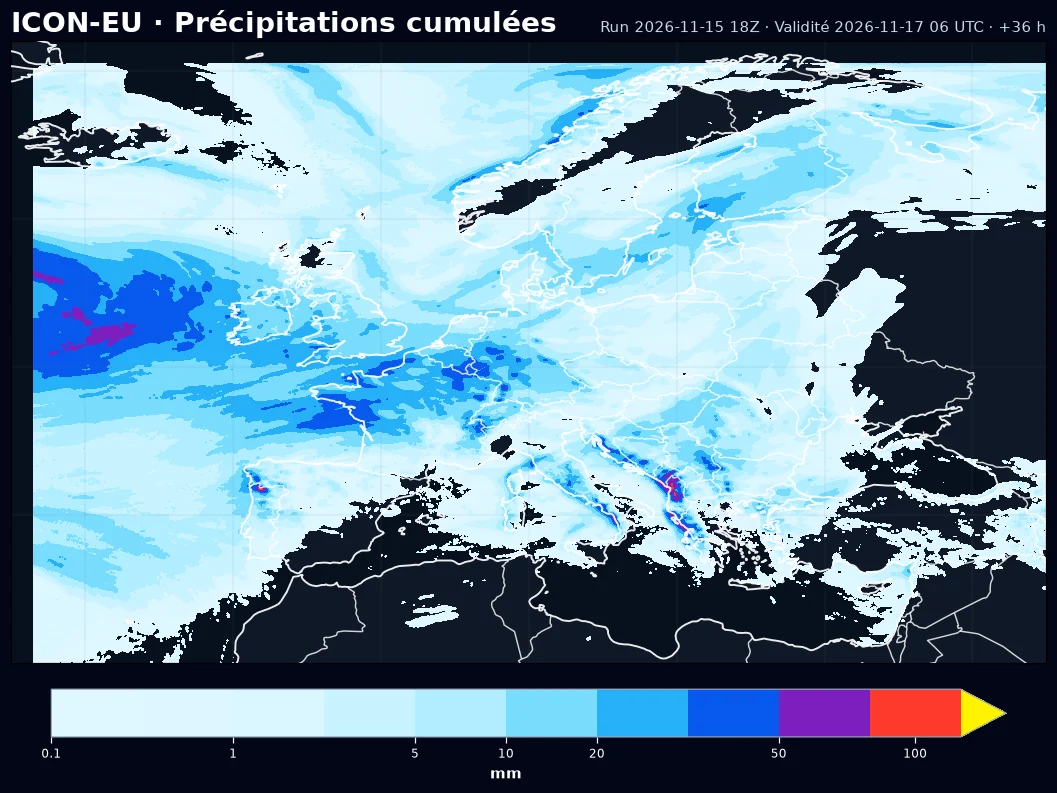 ICON-EU · Précipitations cumulées
Run 2026-11-15 18Z · Validité 2026-11-17 06 UTC · +36 h
0.1 1 5 10 20 50 100
mm